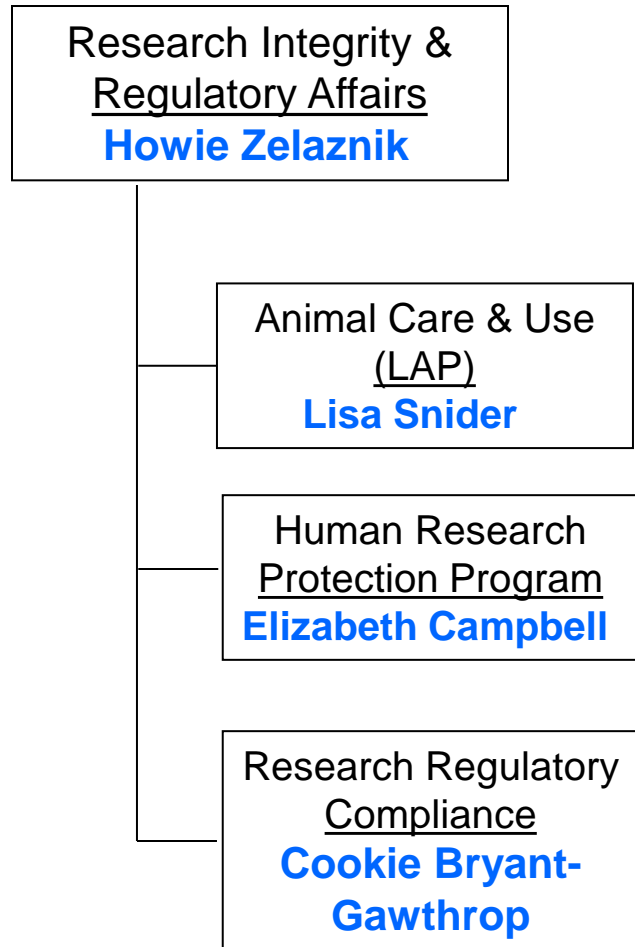 Research Integrity &
Regulatory Affairs
Howie Zelaznik
Animal Care & Use
(LAP)
Lisa Snider
Human Research
Protection Program
Elizabeth Campbell
Research Regulatory
Compliance
Cookie Bryant-
Gawthrop